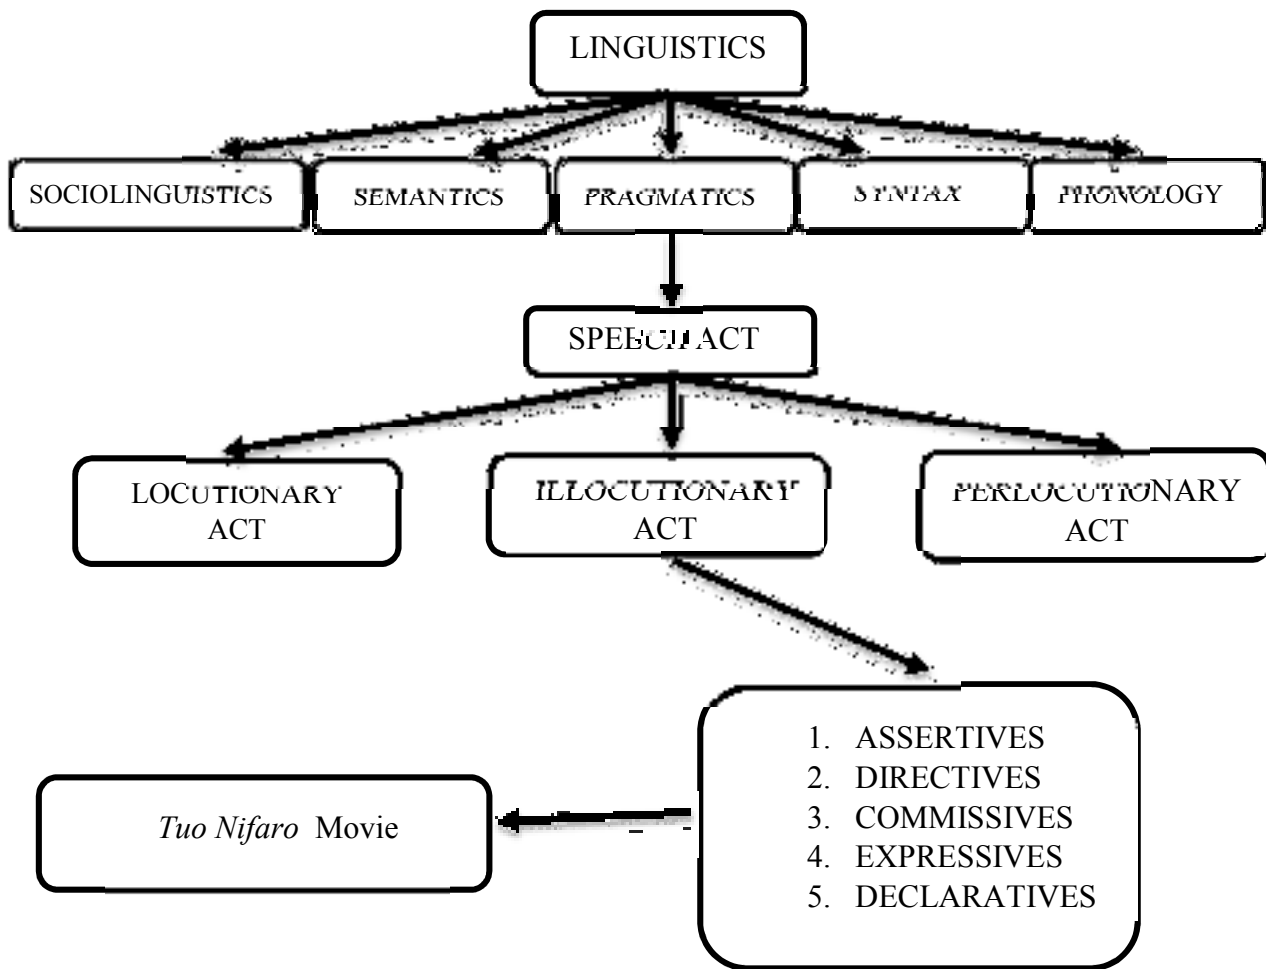 LINGUISTICS
SOCIOLINGUISTICS
SEMANTICS
PRAGMATICS
SYNTAX
PHONOLOGY
SPEECH ACT
LOCUTIONARY
ACT
ILLOCUTIONARY
ACT
PERLOCUTIONARY
ACT
1. ASSERTIVES
2. DIRECTIVES
3. COMMISSIVES
4. EXPRESSIVES
5. DECLARATIVES
Tuo Nifaro Movie